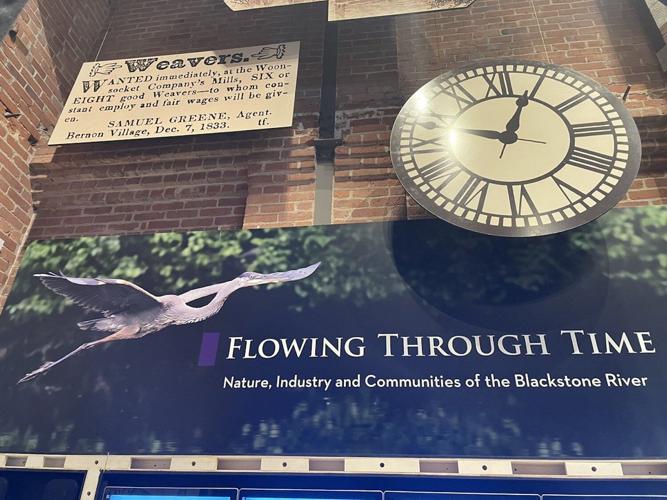 Weavers.
WANTED immediately, at the Woon-
socket Company's Mills, SIX or
EIGHT good Weavers—to whom con-
stant employ and fair wages will be giv-
en. SAMUEL GREENE, Agent.
Bernon Village, Dec. 7, 1833. tf.
FLOWING THROUGH TIME
Nature, Industry and Communities of the Blackstone River